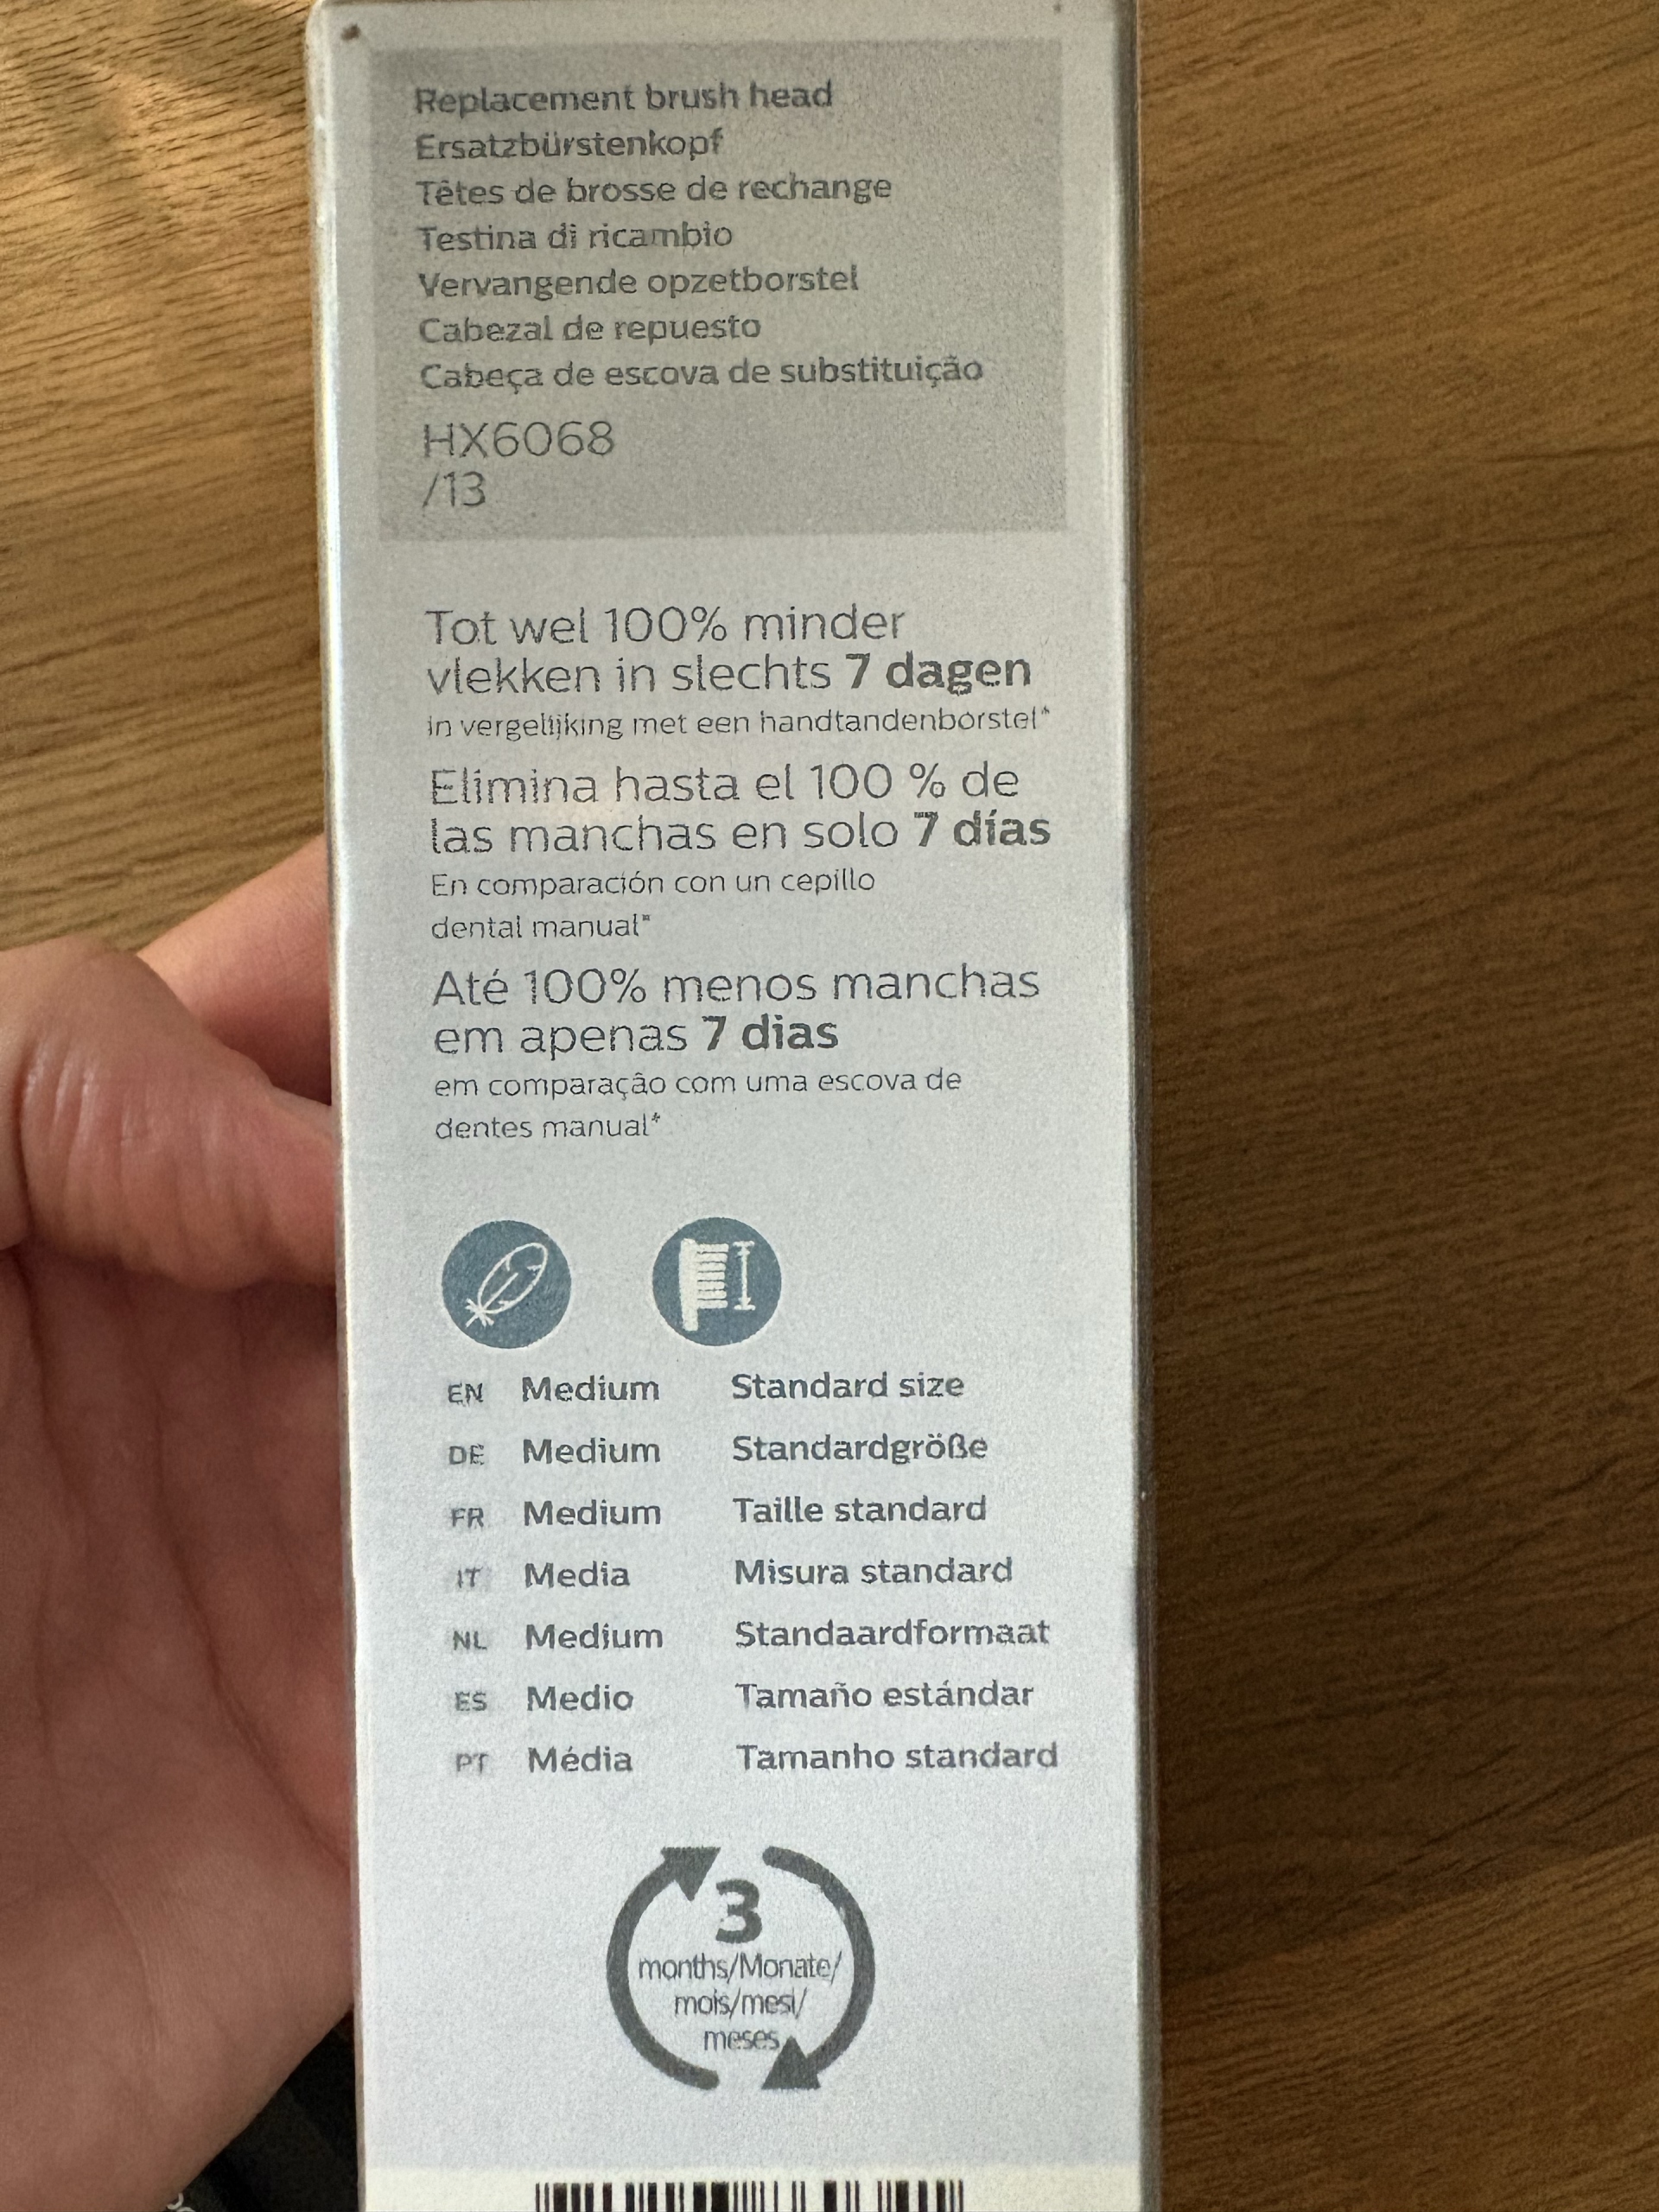 Replacement brush head
Ersatzbürstenkopf
Têtes de brosse de rechange
Testina di ricambio
Vervangende opzetborstel
Cabezal de repuesto
Cabeça de escova de substituição
HX6068
/13
Tot wel 100% minder
vlekken in slechts 7 dagen
in vergelijking met een handtandenborstel*
Elimina hasta el 100 % de
las manchas en solo 7 días
En comparación con un cepillo
dental manual*
Até 100% menos manchas
em apenas 7 dias
em comparação com uma escova de
dentes manual*
EN Medium Standard size
DE Medium Standardgröße
FR Medium Taille standard
IT Media Misura standard
NL Medium Standaardformaat
ES Medio Tamaño estándar
PT Média Tamanho standard
3
months/Monate/
mois/mesi/
meses